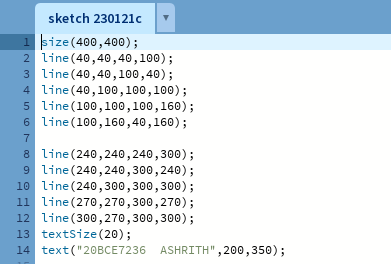 sketch 230121c ▼
1 size(400,400);
2 line(40,40,40,100);
3 line(40,40,100,40);
4 line(40,100,100,100);
5 line(100,100,100,160);
6 line(100,160,40,160);
7
8 line(240,240,240,300);
9 line(240,240,300,240);
10 line(240,300,300,300);
11 line(270,270,300,270);
12 line(300,270,300,300);
13 textSize(20);
14 text("20BCE7236  ASHRITH",200,350);